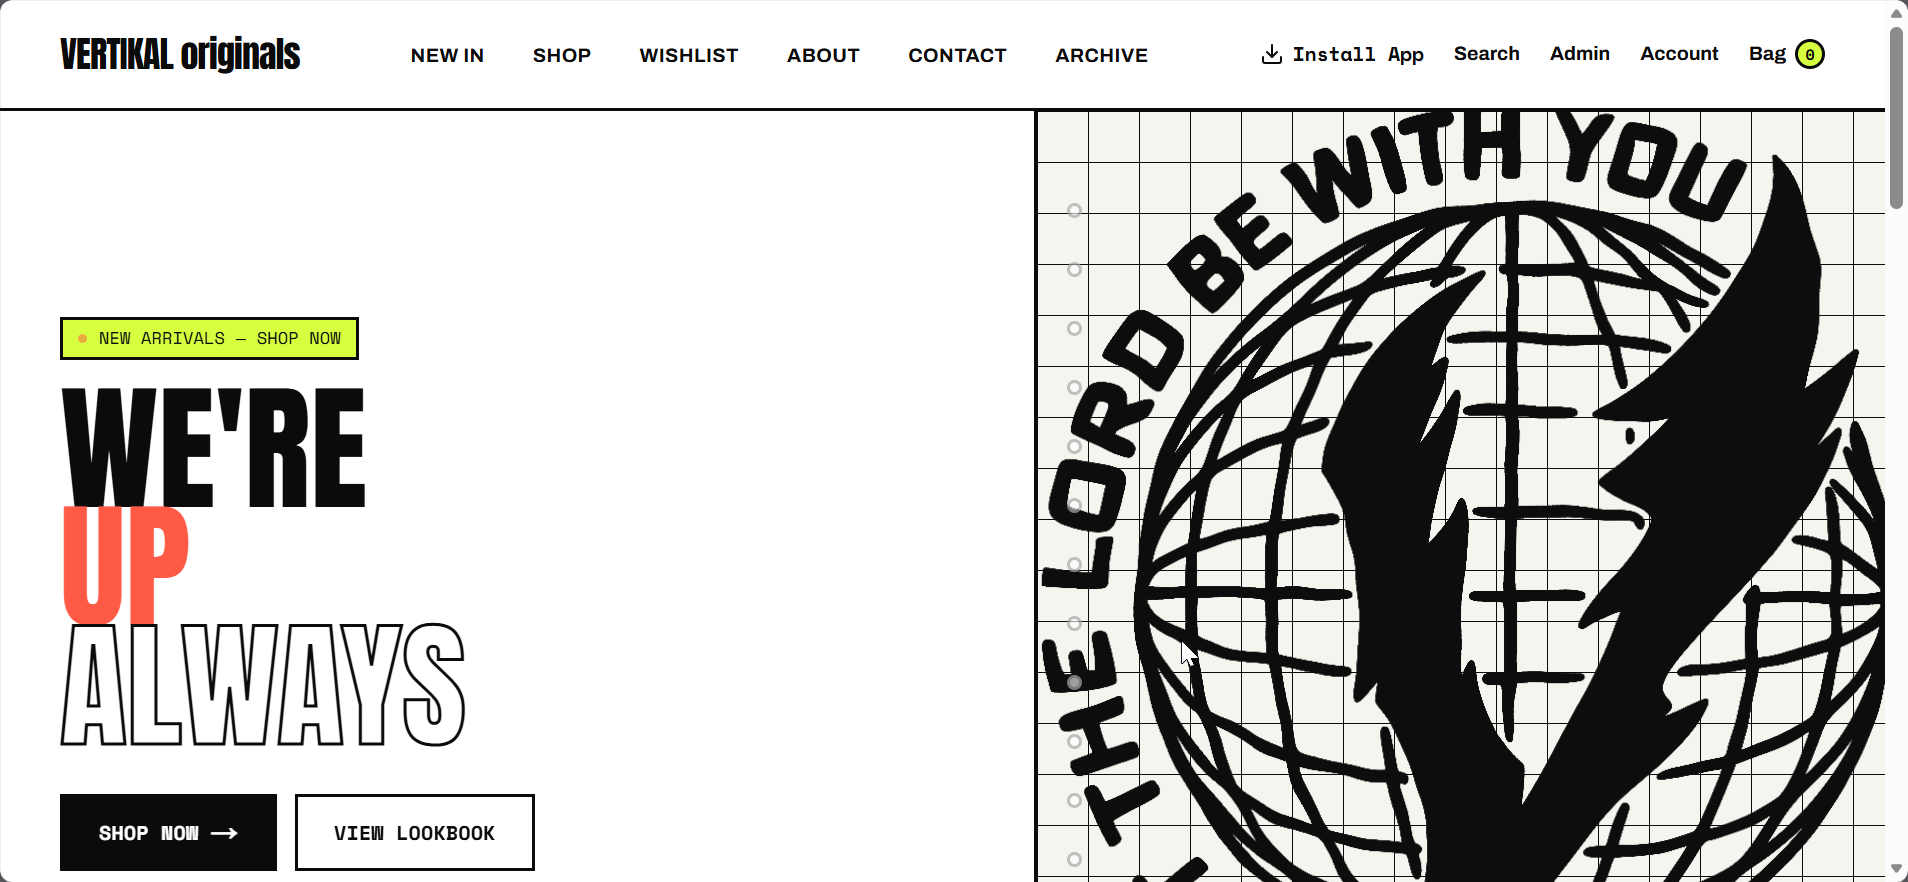 VERTIKAL originals
NEW IN
SHOP
WISHLIST
ABOUT
CONTACT
ARCHIVE
Install App
Search
Admin
Account
Bag 0
NEW ARRIVALS — SHOP NOW
WE'RE
UP
ALWAYS
SHOP NOW →
VIEW LOOKBOOK
THE LORD BE WITH YOU